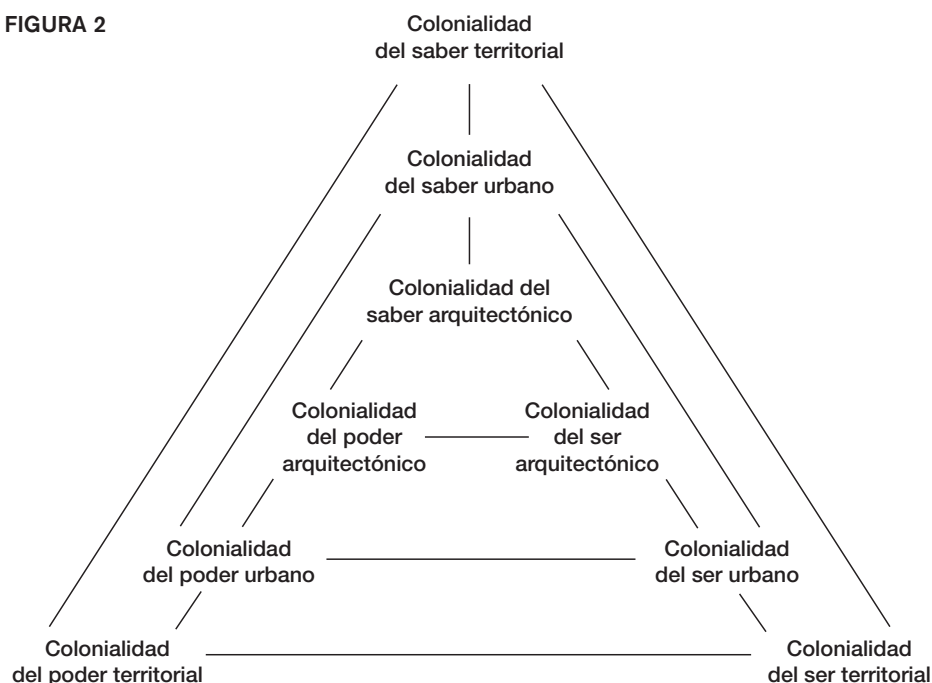 FIGURA 2
Colonialidad
del saber territorial
Colonialidad
del saber urbano
Colonialidad del
saber arquitectónico
Colonialidad
del poder
arquitectónico
Colonialidad
del ser
arquitectónico
Colonialidad
del poder urbano
Colonialidad
del ser urbano
Colonialidad
del poder territorial
Colonialidad
del ser territorial